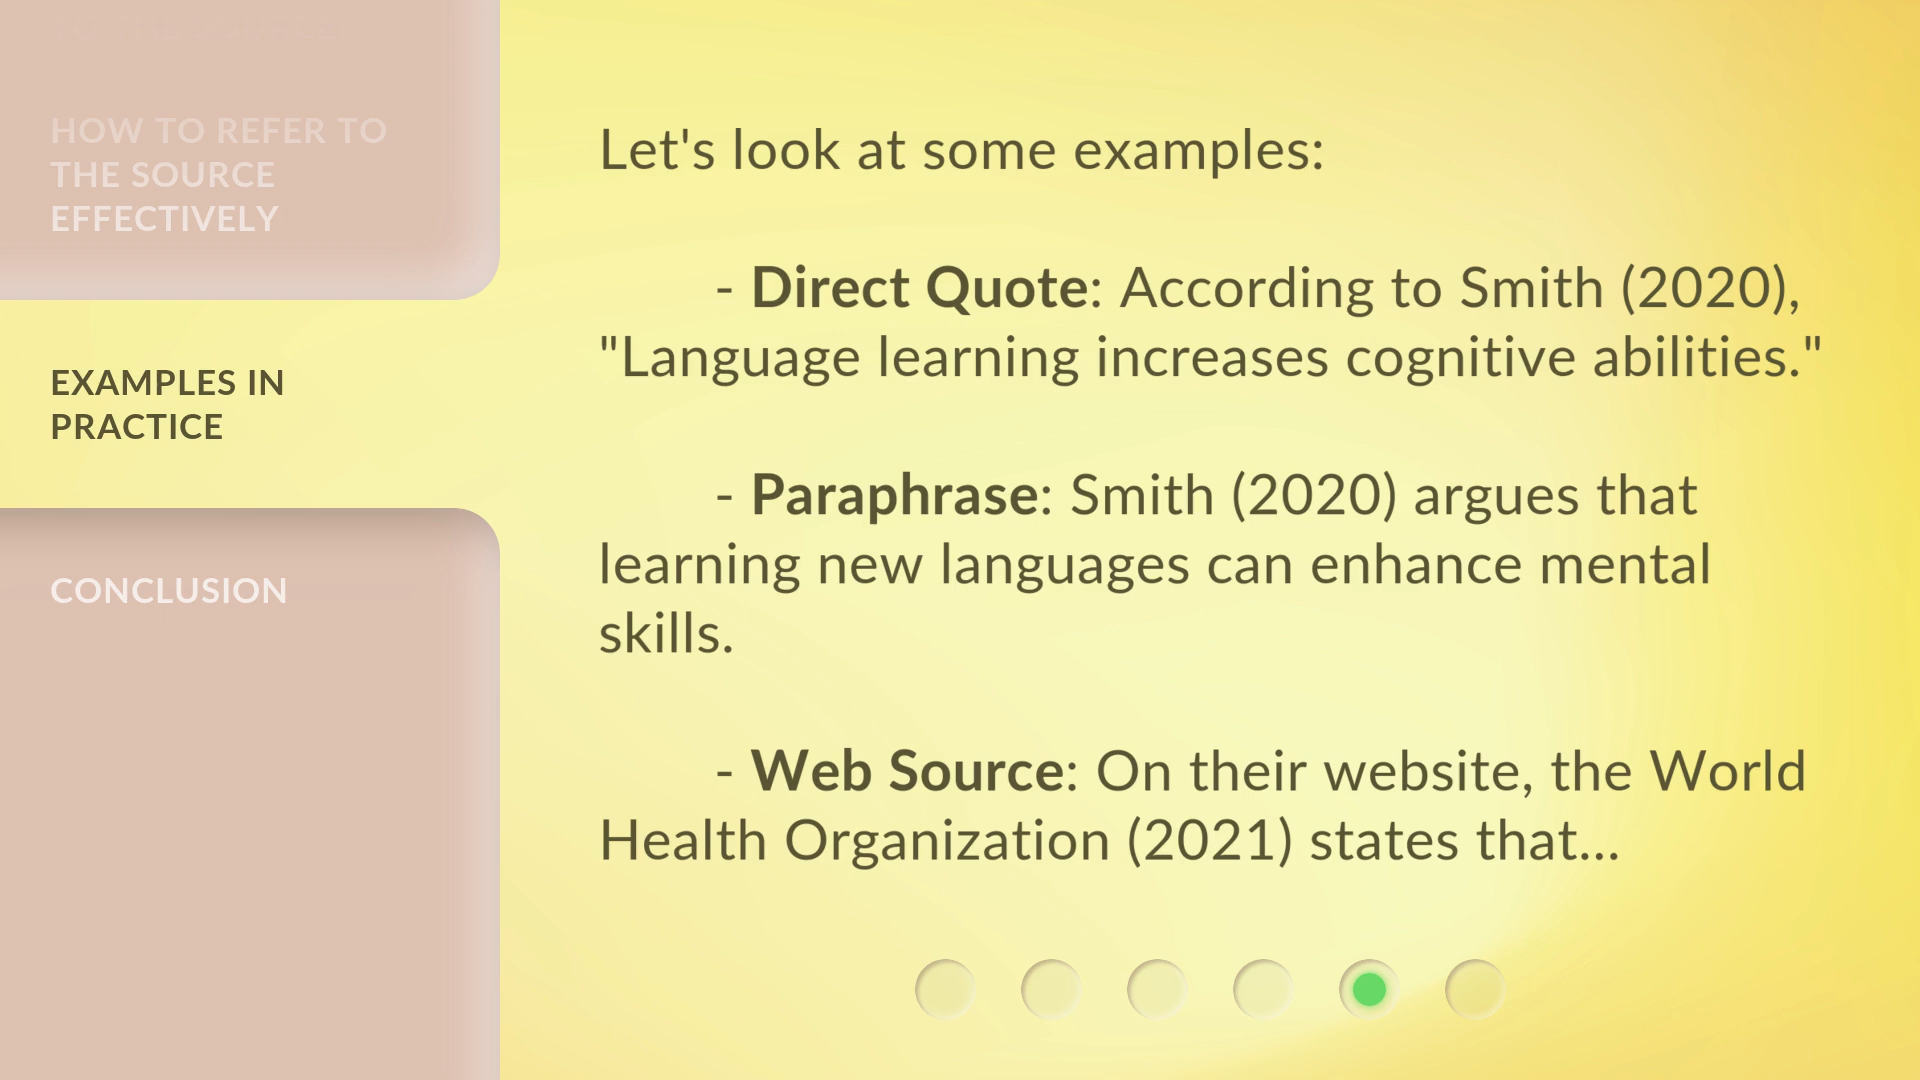 HOW TO REFER TO
THE SOURCE
EFFECTIVELY
EXAMPLES IN
PRACTICE
CONCLUSION
Let's look at some examples:
- Direct Quote: According to Smith (2020),
"Language learning increases cognitive abilities."
- Paraphrase: Smith (2020) argues that
learning new languages can enhance mental
skills.
- Web Source: On their website, the World
Health Organization (2021) states that...